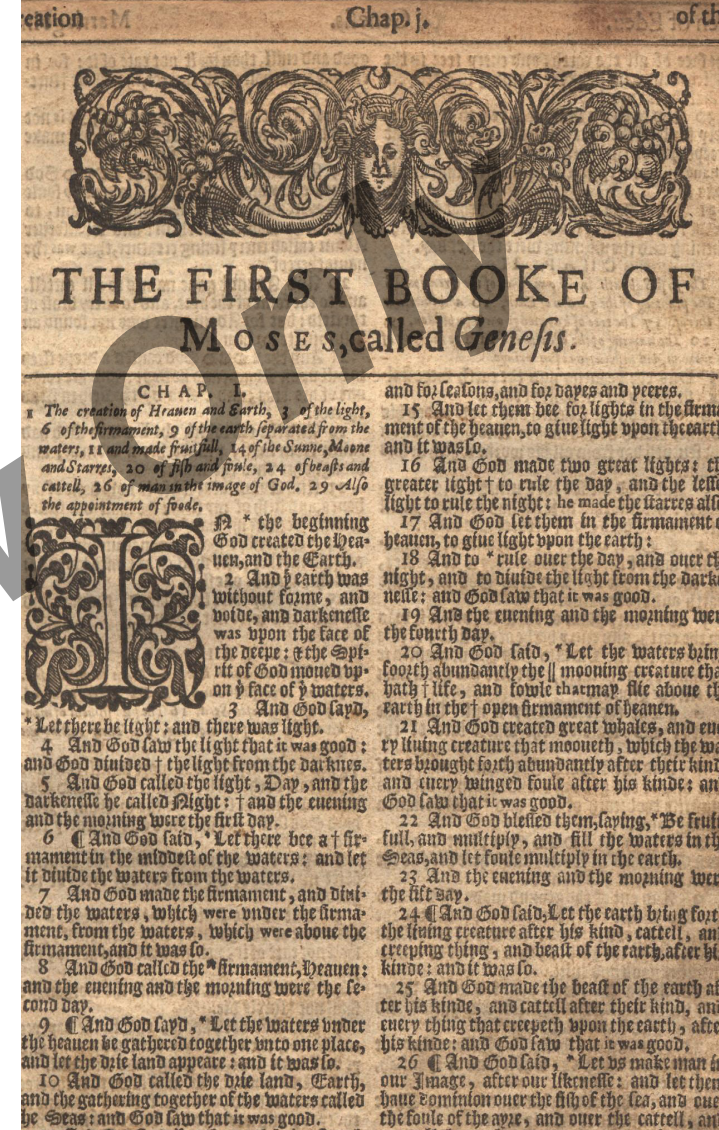 eation Chap. j. of th
THE FIRST BOOKE OF
MOSES, called Genesis.
CHAP. I.
1 The creation of Heauen and Earth, 3 of the light,
6 of the firmament, 9 of the earth separated from the
waters, 11 and made fruitfull, 14 of the Sunne, Moone
and Starres, 20 of fish and fowle, 24 of beasts and
cattell, 26 of man in the image of God. 29 Also
the appointment of foode.
IN * the beginning
God created the Hea-
uen, and the Earth.
2 And yͤ earth was
without forme, and
voide, and darkenesse
was vpon the face of
the deepe: & the Spi-
rit of God moued vp-
on yͤ face of yͤ waters.
3 And God sayd,
* Let there be light: and there was light.
4 And God saw the light that it was good:
and God diuided † the light from the darknes.
5 And God called the light, Day, and the
darkenesse he called Night: † and the euening
and the morning were the first day.
6 ¶ And God said, * Let there bee a † fir-
mament in the middest of the waters: and let
it diuide the waters from the waters.
7 And God made the firmament, and diui-
ded the waters, which were vnder the firma-
ment, from the waters, which were aboue the
firmament, and it was so.
8 And God called the * firmament, Heauen:
and the euening and the morning were the se-
cond day.
9 ¶ And God sayd, * Let the waters vnder
the heauen be gathered together vnto one place,
and let the drie land appeare: and it was so.
10 And God called the drie land, Earth,
and the gathering together of the waters called
he Seas: and God saw that it was good.
and for seasons, and for dayes and yeeres.
15 And let them bee for lights in the firma
ment of the heauen, to giue light vpon the earth
and it was so.
16 And God made two great lights: th
greater light † to rule the day, and the lesse
light to rule the night: he made the starres also
17 And God set them in the firmament o
heauen, to giue light vpon the earth:
18 And to * rule ouer the day, and ouer th
night, and to diuide the light from the darke
nesse: and God saw that it was good.
19 And the euening and the morning wer
the fourth day.
20 And God said, * Let the waters brin
foorth abundantly the || mouing creature tha
hath † life, and fowle that may flie aboue th
earth in the † open firmament of heauen.
21 And God created great whales, and eue
ry liuing creature that mooueth, which the wa
ters brought forth abundantly after their kind
and euery winged foule after his kinde: an
God saw that it was good.
22 And God blessed them, saying, * Be fruit
full, and multiply, and fill the waters in th
Seas, and let foule multiply in the earth.
23 And the euening and the morning wer
the fift day.
24 ¶ And God said, Let the earth bring fort
the liuing creature after his kind, cattell, an
creeping thing, and beast of the earth, after hi
kinde: and it was so.
25 And God made the beast of the earth af
ter his kinde, and cattell after their kind, an
euery thing that creepeth vpon the earth, afte
his kinde: and God saw that it was good.
26 ¶ And God said, * Let vs make man in
our Image, after our likenesse: and let them
haue dominion ouer the fish of the sea, and oue
the foule of the ayre, and ouer the cattell, an
w Only